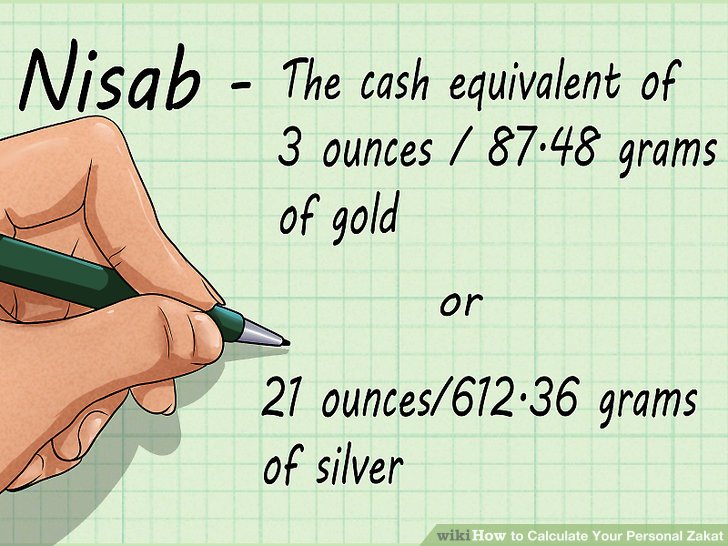 Nisab - The cash equivalent of
3 ounces / 87.48 grams
of gold
or
21 ounces/612.36 grams
of silver
wikiHow to Calculate Your Personal Zakat